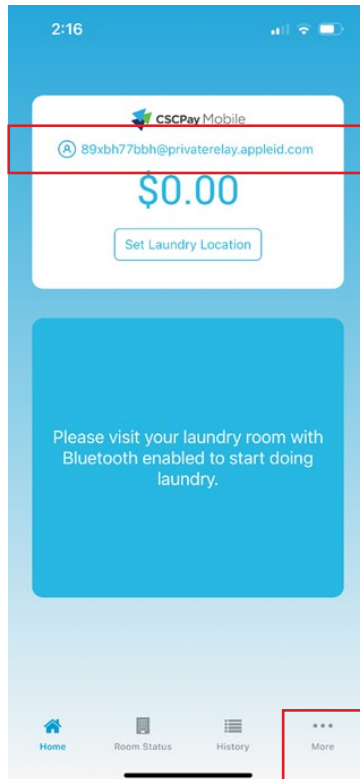 2:16
CSCPay Mobile
89xbh77bbh@privaterelay.appleid.com
$0.00
Set Laundry Location
Please visit your laundry room with
Bluetooth enabled to start doing
laundry.
Home Room Status History More